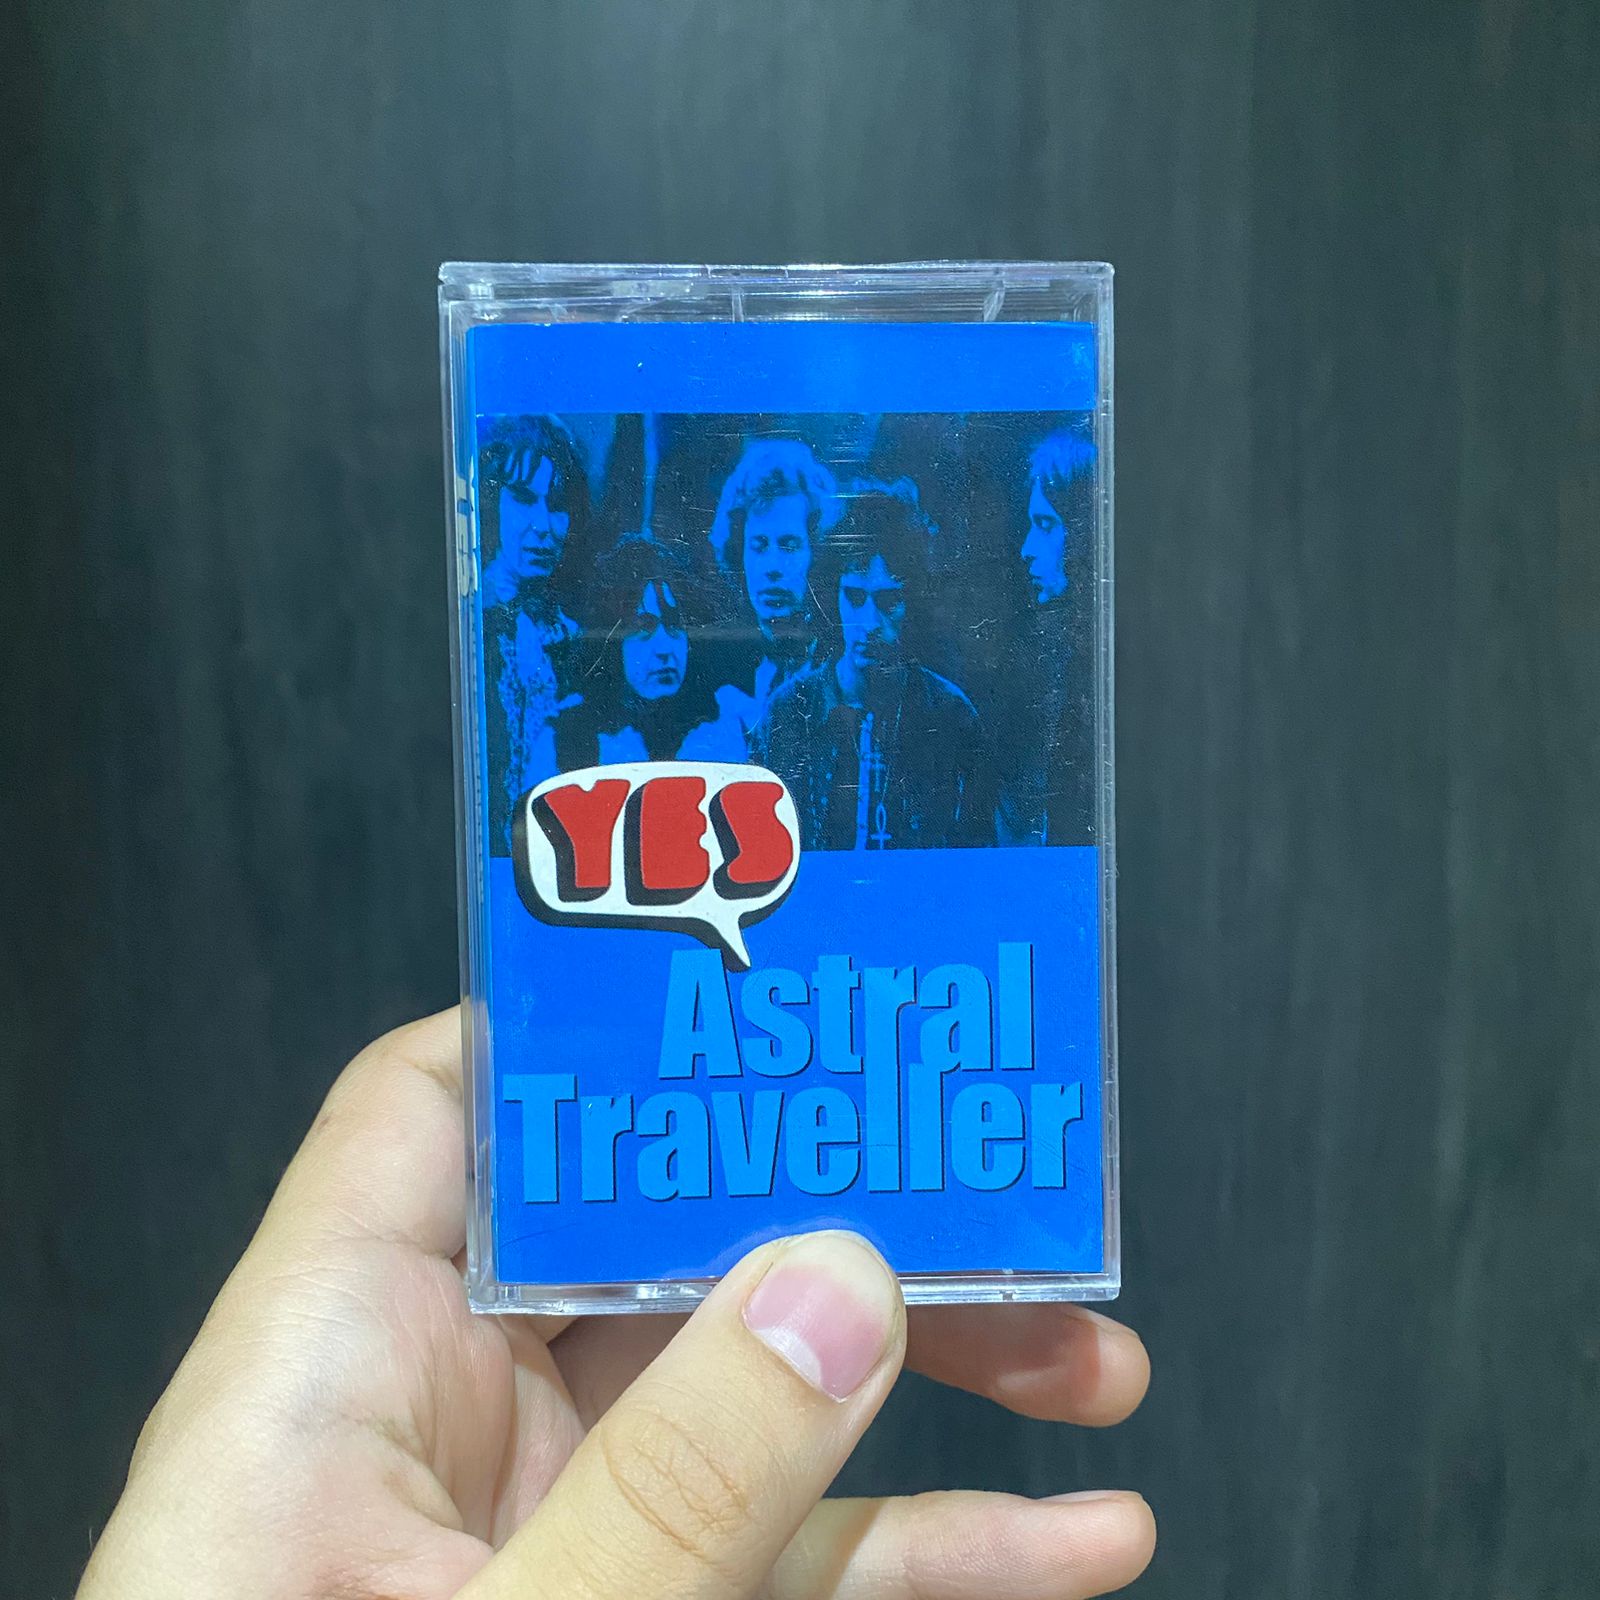 YES
Astral
Traveller